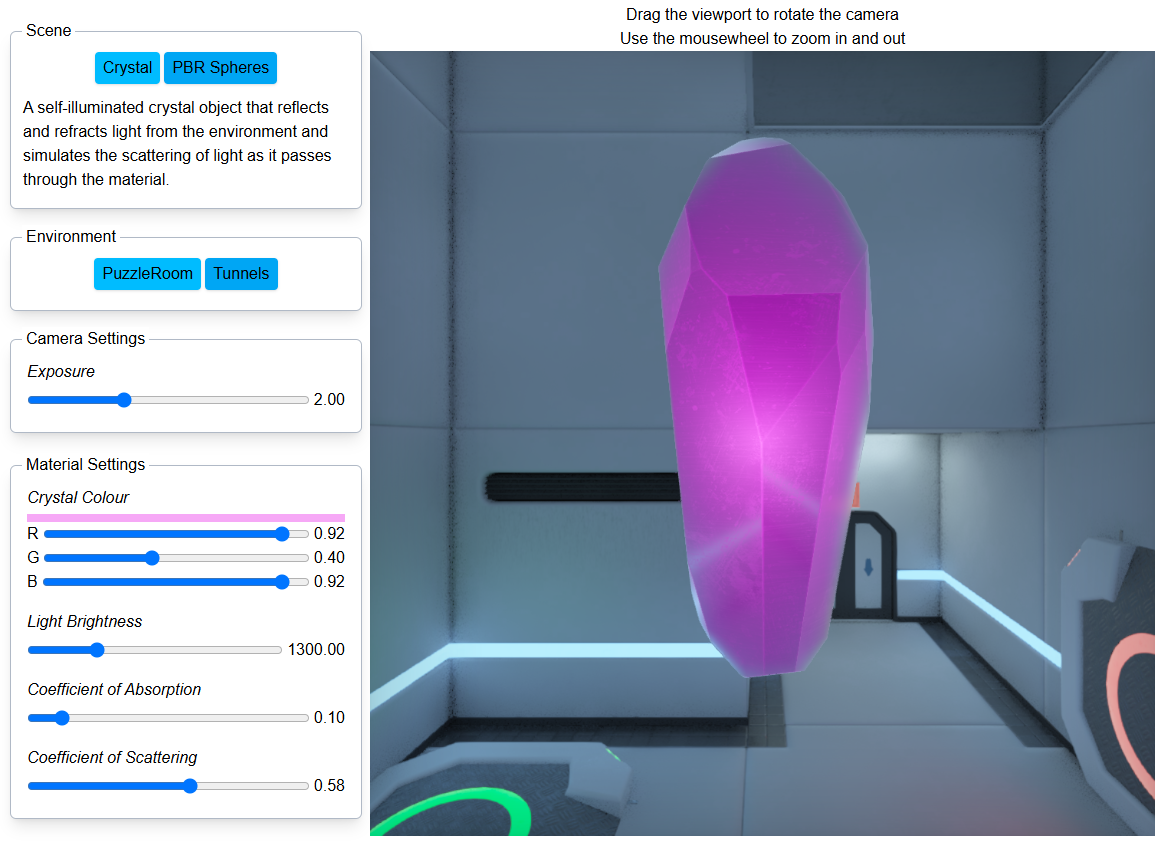 Drag the viewport to rotate the camera
Use the mousewheel to zoom in and out
Scene
Crystal PBR Spheres
A self-illuminated crystal object that reflects
and refracts light from the environment and
simulates the scattering of light as it passes
through the material.
Environment
PuzzleRoom Tunnels
Camera Settings
Exposure
2.00
Material Settings
Crystal Colour
R 0.92
G 0.40
B 0.92
Light Brightness
1300.00
Coefficient of Absorption
0.10
Coefficient of Scattering
0.58